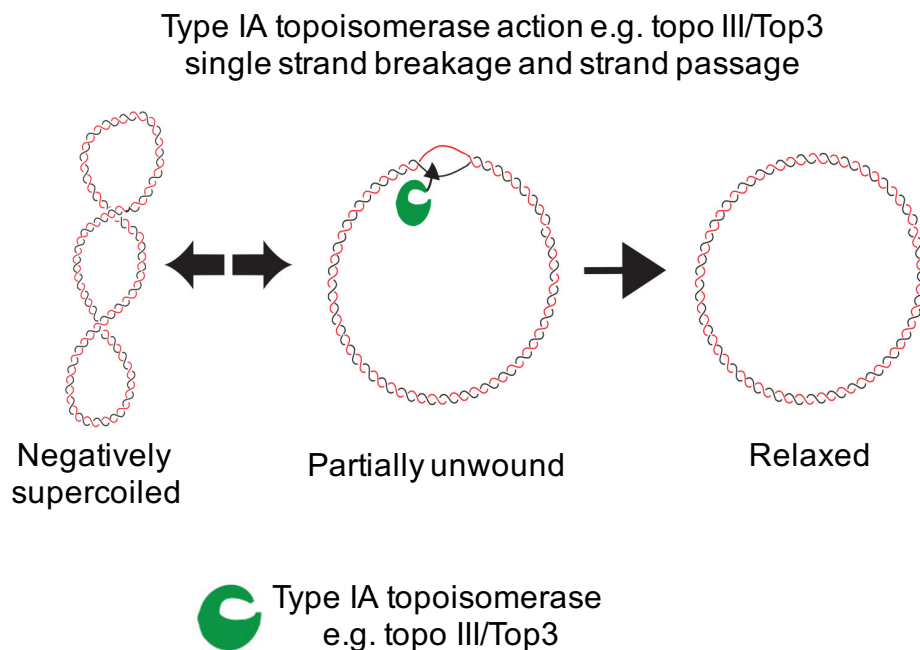 Type IA topoisomerase action e.g. topo III/Top3
single strand breakage and strand passage
Negatively
supercoiled
Partially unwound
Relaxed
Type IA topoisomerase
e.g. topo III/Top3